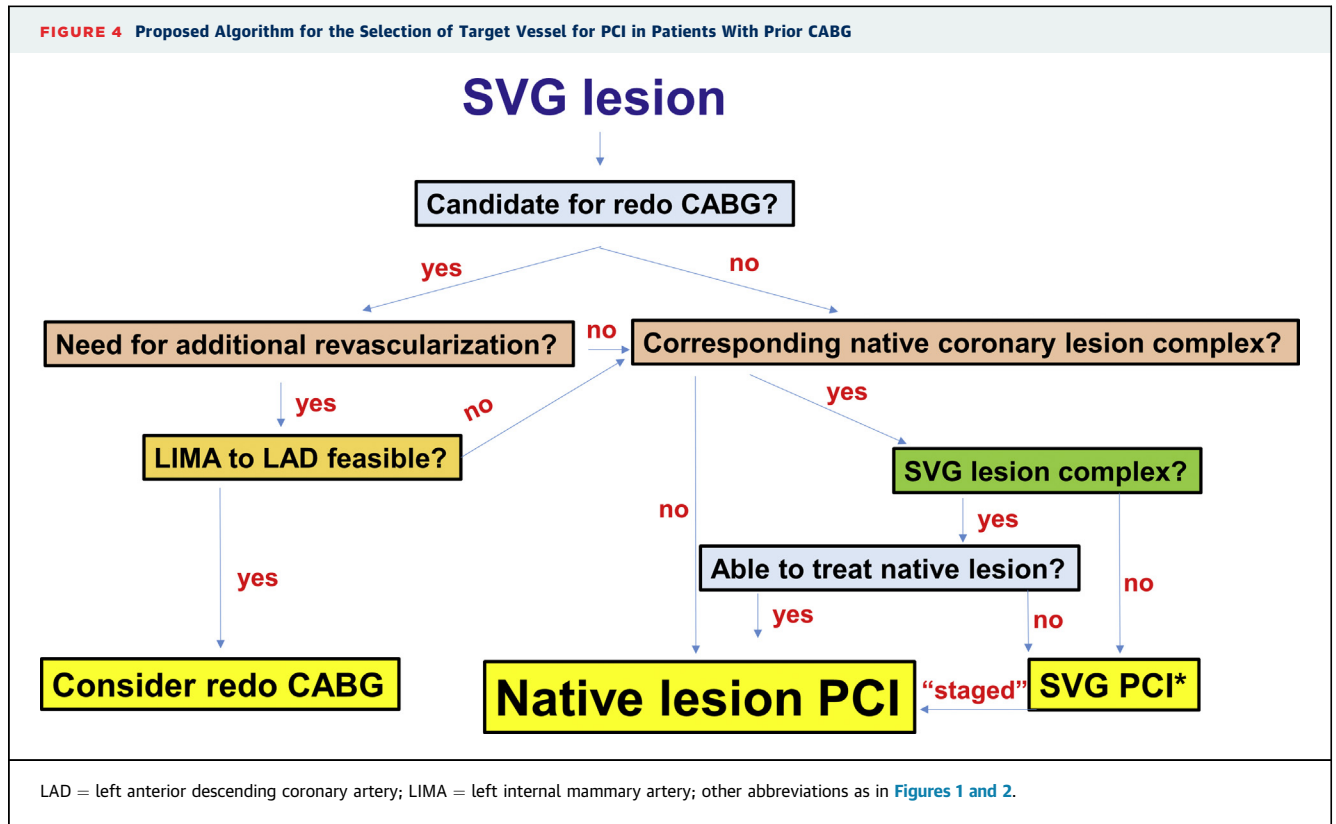 FIGURE 4 Proposed Algorithm for the Selection of Target Vessel for PCI in Patients With Prior CABG
SVG lesion
Candidate for redo CABG?
yes
no
Need for additional revascularization?
no
Corresponding native coronary lesion complex?
yes
no
yes
LIMA to LAD feasible?
SVG lesion complex?
no
yes
Able to treat native lesion?
yes
no
yes
no
Consider redo CABG
Native lesion PCI
“staged”
SVG PCI*
LAD = left anterior descending coronary artery; LIMA = left internal mammary artery; other abbreviations as in Figures 1 and 2.